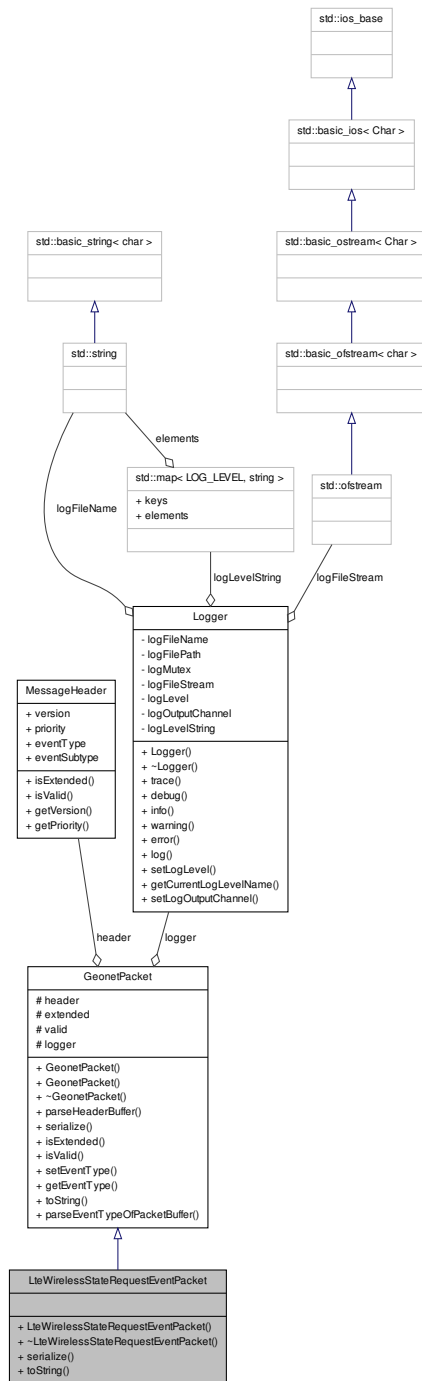 std::ios_base
std::basic_ios< Char >
std::basic_string< char >
std::basic_ostream< Char >
std::string
std::basic_ofstream< char >
elements
std::map< LOG_LEVEL, string >
+ keys
+ elements
std::ofstream
logFileName
logLevelString
logFileStream
Logger
- logFileName
- logFilePath
- logMutex
- logFileStream
- logLevel
- logOutputChannel
- logLevelString
+ Logger()
+ ~Logger()
+ trace()
+ debug()
+ info()
+ warning()
+ error()
+ log()
+ setLogLevel()
+ getCurrentLogLevelName()
+ setLogOutputChannel()
MessageHeader
+ version
+ priority
+ eventType
+ eventSubtype
+ isExtended()
+ isValid()
+ getVersion()
+ getPriority()
header
logger
GeonetPacket
# header
# extended
# valid
# logger
+ GeonetPacket()
+ GeonetPacket()
+ ~GeonetPacket()
+ parseHeaderBuffer()
+ serialize()
+ isExtended()
+ isValid()
+ setEventType()
+ getEventType()
+ toString()
+ parseEventTypeOfPacketBuffer()
LteWirelessStateRequestEventPacket
+ LteWirelessStateRequestEventPacket()
+ ~LteWirelessStateRequestEventPacket()
+ serialize()
+ toString()